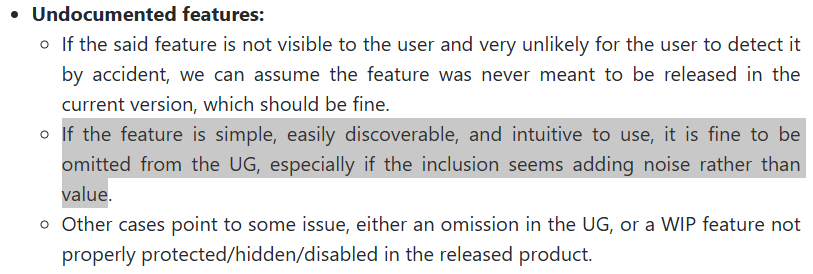 Undocumented features:
If the said feature is not visible to the user and very unlikely for the user to detect it
by accident, we can assume the feature was never meant to be released in the
current version, which should be fine.
If the feature is simple, easily discoverable, and intuitive to use, it is fine to be
omitted from the UG, especially if the inclusion seems adding noise rather than
value.
Other cases point to some issue, either an omission in the UG, or a WIP feature not
properly protected/hidden/disabled in the released product.